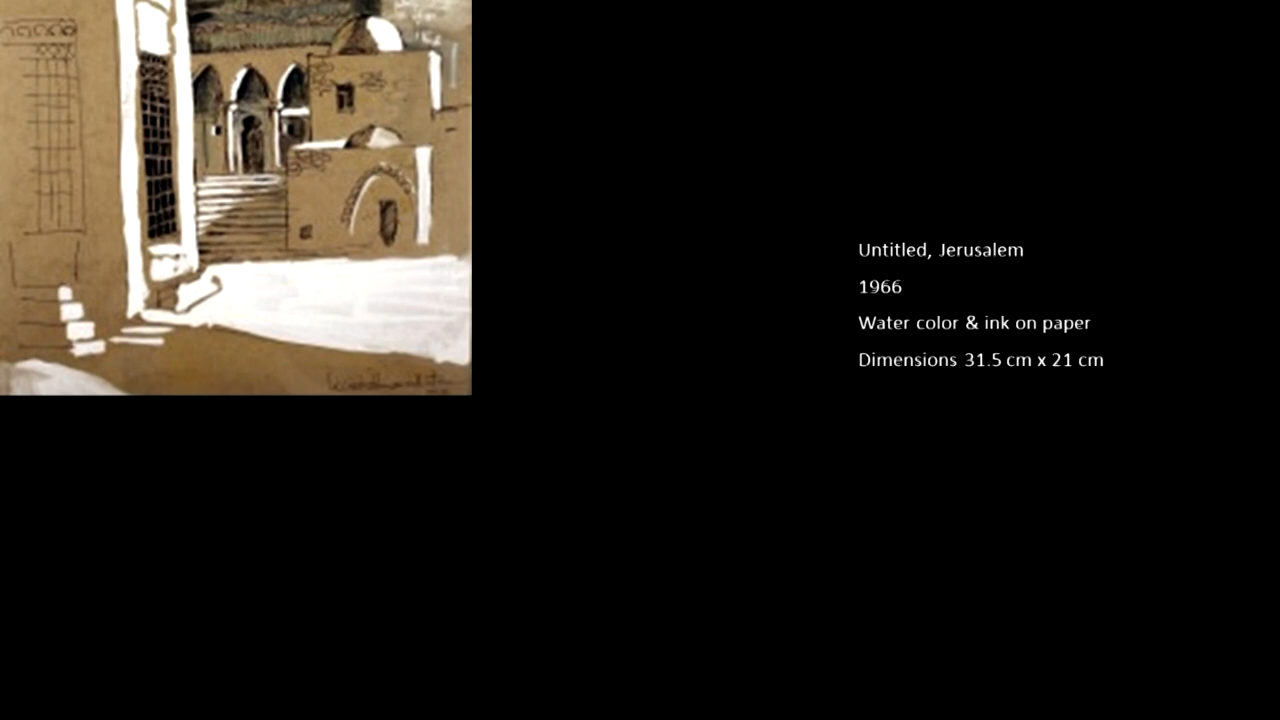 Untitled, Jerusalem
1966
Water color & ink on paper
Dimensions 31.5 cm x 21 cm